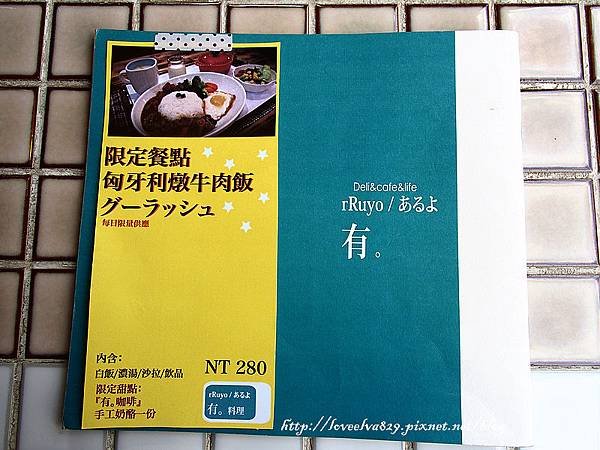 限定餐點
匈牙利燉牛肉飯
グーラッシュ
每日限量供應
內含：
白飯/濃湯/沙拉/飲品
NT 280
限定甜點：
『有。咖啡』
手工奶酪一份
rRuyo / あるよ
有。料理
Deli&cafe&life
rRuyo / あるよ
有。
http://loveelva829.pixnet.net/blog